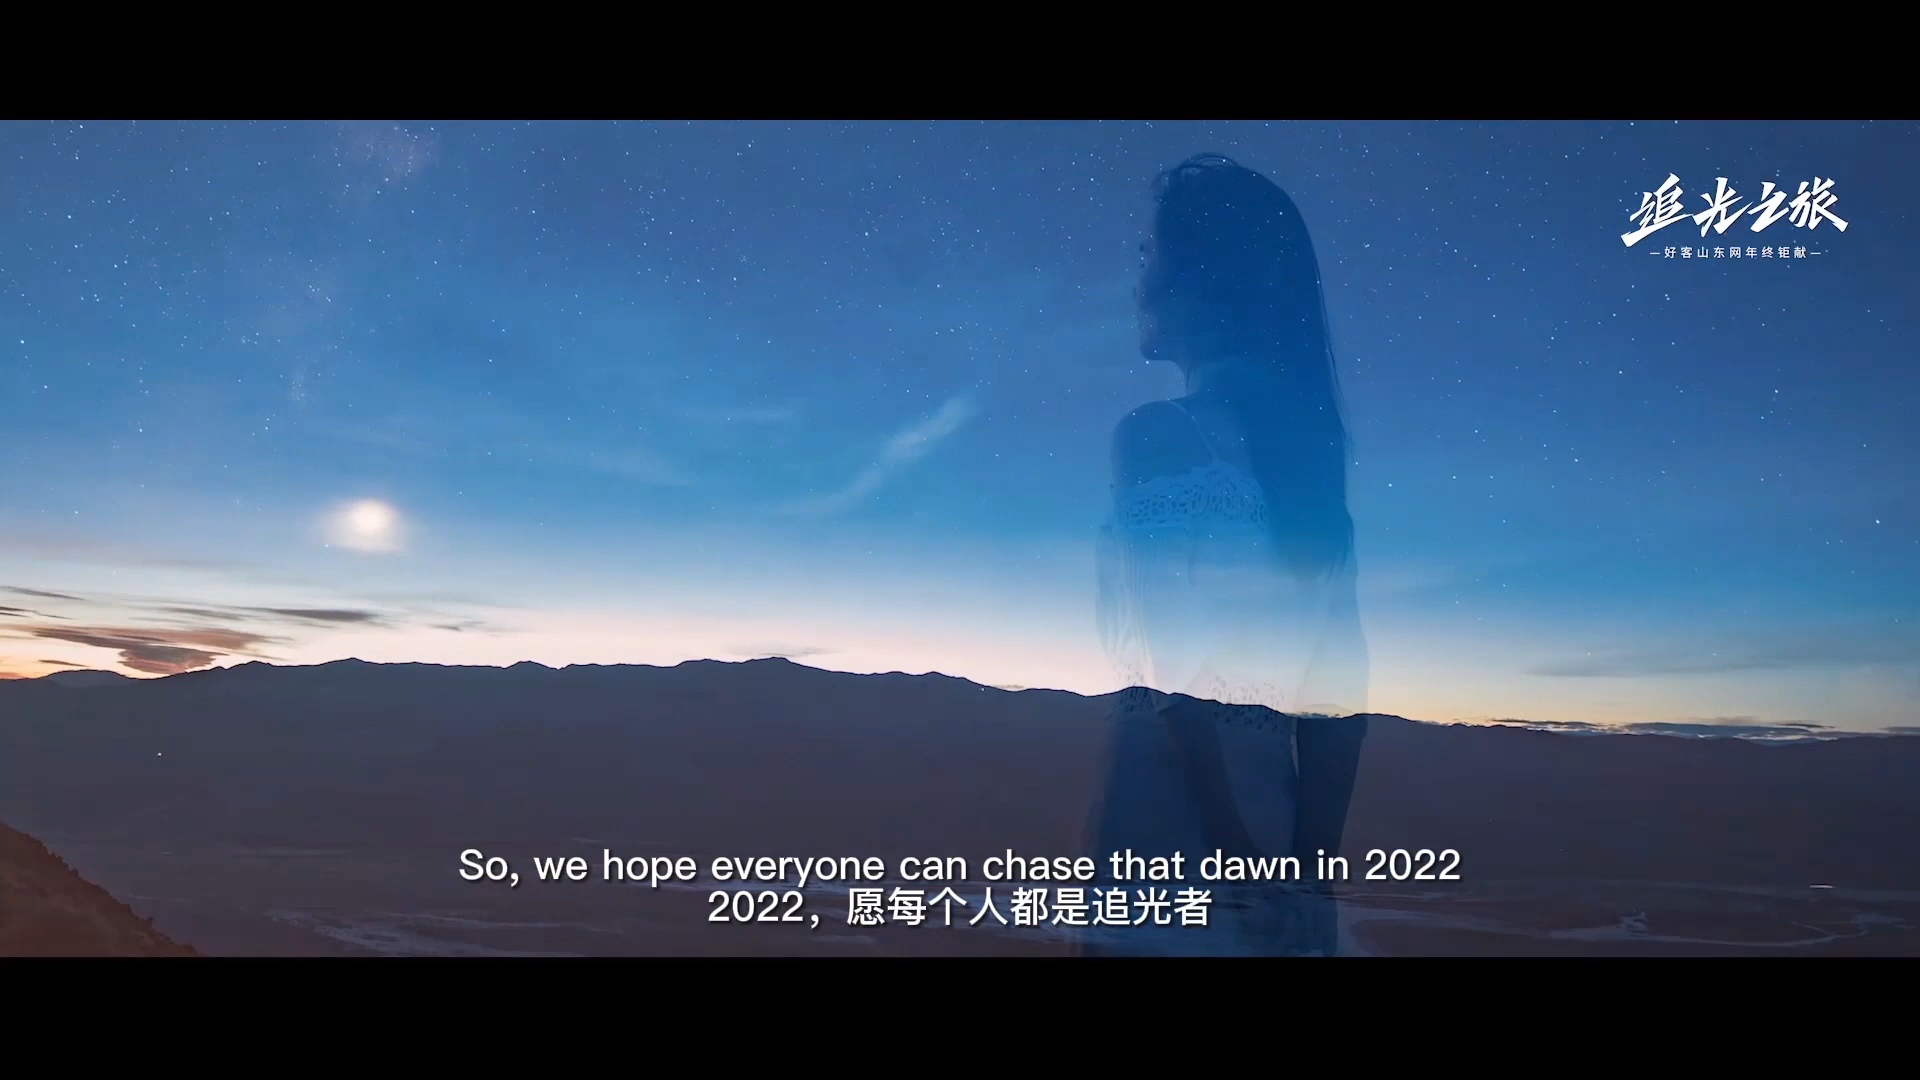 追光之旅
—好客山东网年终钜献—
So, we hope everyone can chase that dawn in 2022
2022，愿每个人都是追光者